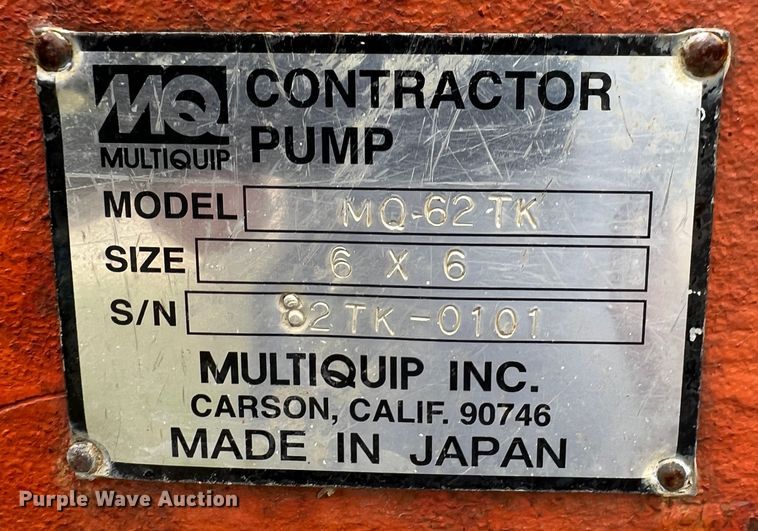 MQ CONTRACTOR
MULTIQUIP PUMP
MODEL MQ-62TK
SIZE 6 X 6
S/N 82TK-0101
MULTIQUIP INC.
CARSON, CALIF. 90746
MADE IN JAPAN
Purple Wave Auction